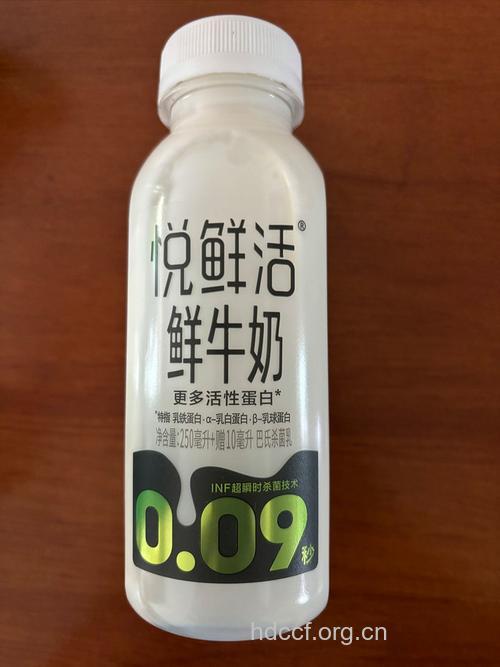 悦鲜活®
鲜牛奶
更多活性蛋白*
*特指 乳铁蛋白·α-乳白蛋白·β-乳球蛋白
净含量:250毫升+赠10毫升 巴氏杀菌乳
INF超瞬时杀菌技术
0.09秒
hdccf.org.cn